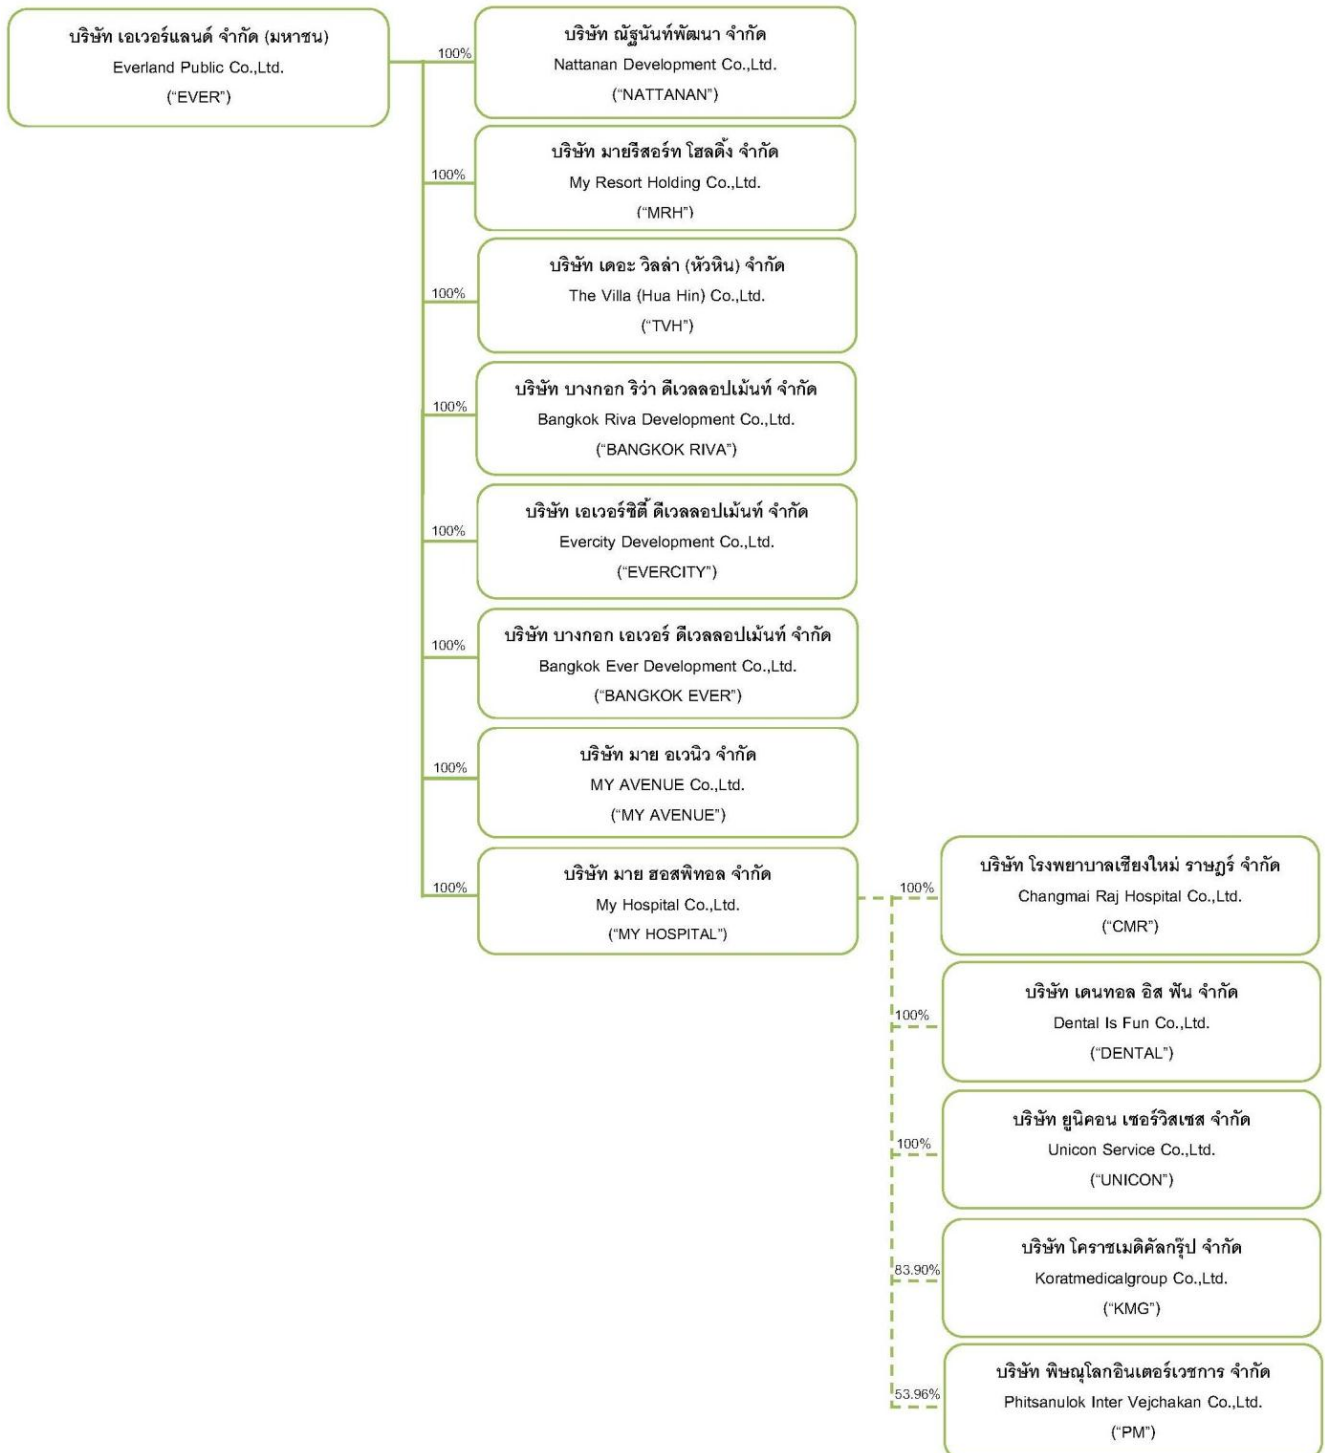 บริษัท เอเวอร์แลนด์ จำกัด (มหาชน)
Everland Public Co.,Ltd.
("EVER")
100%
บริษัท ณัฐนันท์พัฒนา จำกัด
Nattanan Development Co.,Ltd.
("NATTANAN")
100%
บริษัท มายรีสอร์ท โฮลดิ้ง จำกัด
My Resort Holding Co.,Ltd.
("MRH")
100%
บริษัท เดอะ วิลล่า (หัวหิน) จำกัด
The Villa (Hua Hin) Co.,Ltd.
("TVH")
100%
บริษัท บางกอก ริว่า ดีเวลลอปเม้นท์ จำกัด
Bangkok Riva Development Co.,Ltd.
("BANGKOK RIVA")
100%
บริษัท เอเวอร์ซิตี้ ดีเวลลอปเม้นท์ จำกัด
Evercity Development Co.,Ltd.
("EVERCITY")
100%
บริษัท บางกอก เอเวอร์ ดีเวลลอปเม้นท์ จำกัด
Bangkok Ever Development Co.,Ltd.
("BANGKOK EVER")
100%
บริษัท มาย อเวนิว จำกัด
MY AVENUE Co.,Ltd.
("MY AVENUE")
100%
บริษัท มาย ฮอสพิทอล จำกัด
My Hospital Co.,Ltd.
("MY HOSPITAL")
100%
บริษัท โรงพยาบาลเชียงใหม่ ราษฎร์ จำกัด
Changmai Raj Hospital Co.,Ltd.
("CMR")
100%
บริษัท เดนทอล อิส ฟัน จำกัด
Dental Is Fun Co.,Ltd.
("DENTAL")
100%
บริษัท ยูนิคอน เซอร์วิสเซส จำกัด
Unicon Service Co.,Ltd.
("UNICON")
83.90%
บริษัท โคราชเมดิคัลกรุ๊ป จำกัด
Koratmedicalgroup Co.,Ltd.
("KMG")
53.96%
บริษัท พิษณุโลกอินเตอร์เวชการ จำกัด
Phitsanulok Inter Vejchakan Co.,Ltd.
("PM")